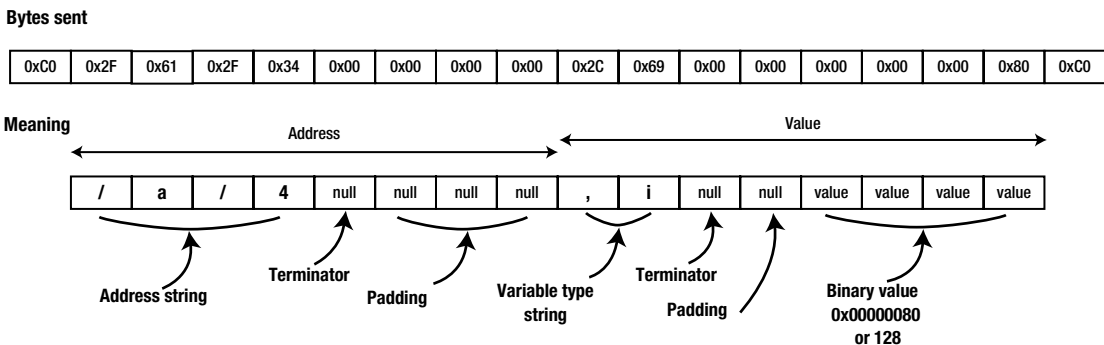 Bytes sent
0xC0 0x2F 0x61 0x2F 0x34 0x00 0x00 0x00 0x00 0x2C 0x69 0x00 0x00 0x00 0x00 0x00 0x80 0xC0
Meaning
Address
Value
/ a / 4 null null null null , i null null value value value value
Address string
Terminator
Padding
Variable type
string
Terminator
Padding
Binary value
0x00000080
or 128